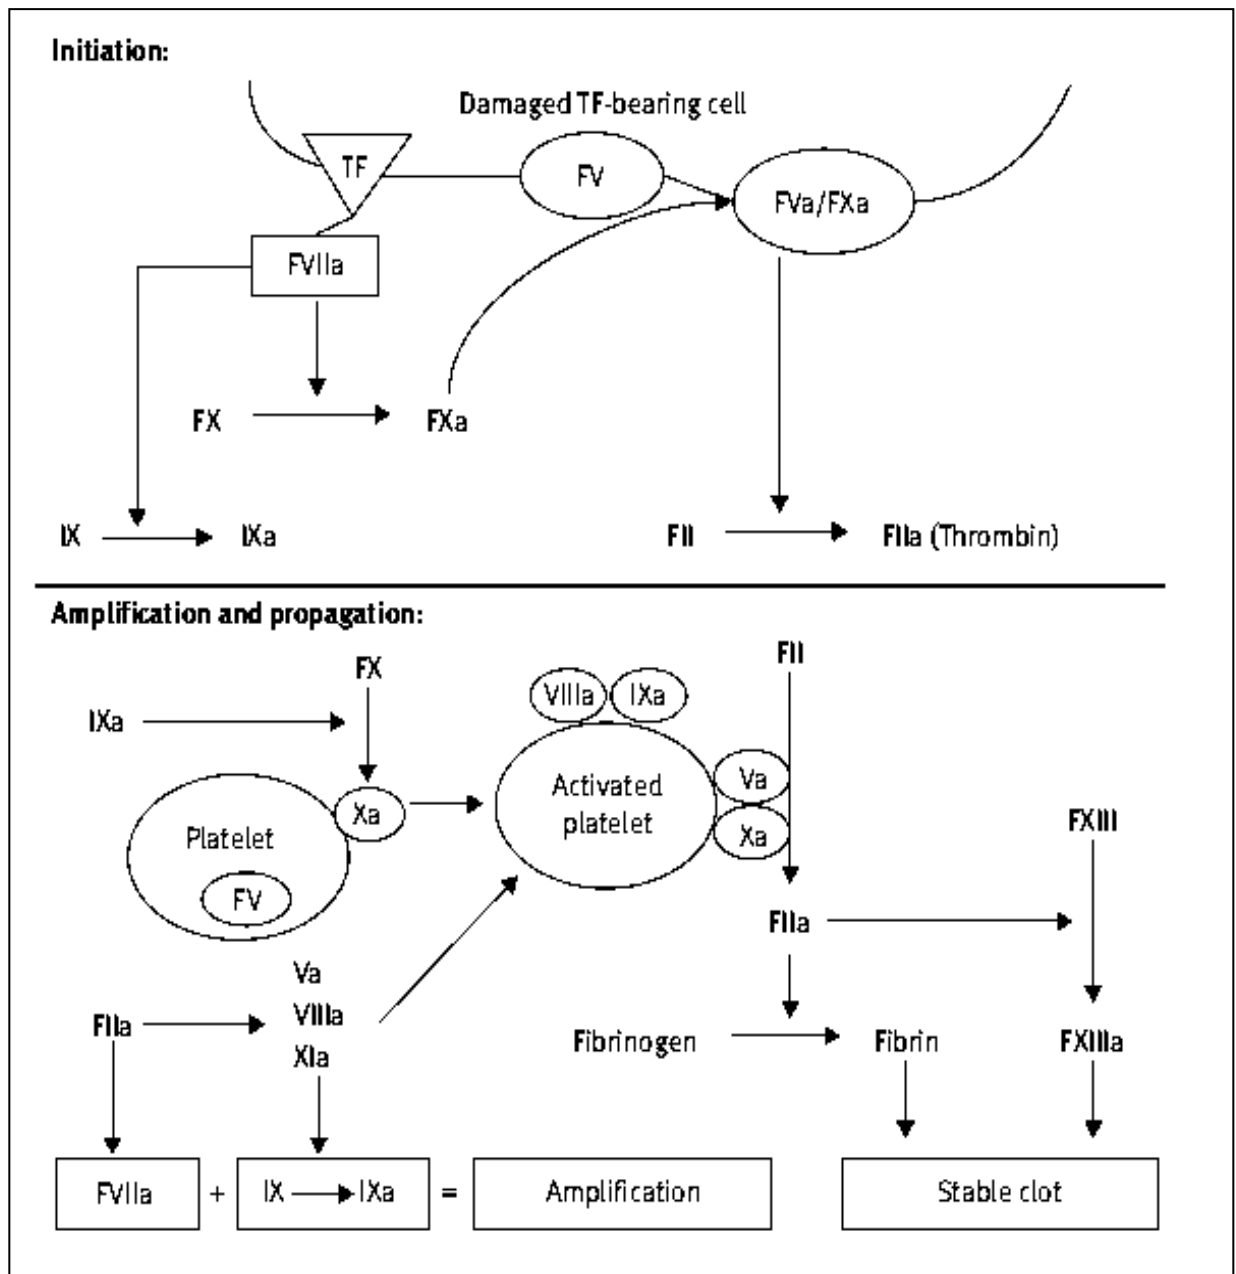 Initiation:
Damaged TF-bearing cell
TF
FV
FVa/FXa
FVIIa
FX
FXa
IX
IXa
FII
FIIa (Thrombin)
Amplification and propagation:
FX
FII
VIIIa
IXa
IXa
Activated
platelet
Va
Xa
Xa
Platelet
FXIII
FV
FIIa
Va
VIIIa
FIIa
XIa
Fibrinogen
Fibrin
FXIIIa
FVIIa
+
IX
IXa
=
Amplification
Stable clot